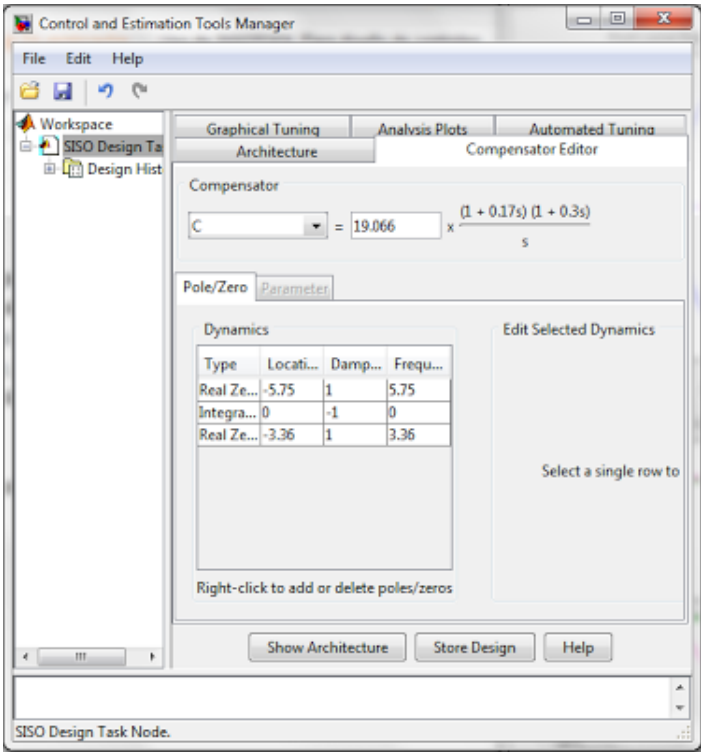 Control and Estimation Tools Manager
File Edit Help
Workspace
SISO Design Ta
Design Hist
Graphical Tuning Analysis Plots Automated Tuning
Architecture Compensator Editor
Compensator
C = 19.066 x (1 + 0.17s) (1 + 0.3s)
s
Pole/Zero Parameter
Dynamics
Edit Selected Dynamics
Type Locati... Damp... Frequ...
Real Ze... -5.75 1 5.75
Integra... 0 -1 0
Real Ze... -3.36 1 3.36
Select a single row to
Right-click to add or delete poles/zeros
Show Architecture Store Design Help
SISO Design Task Node.